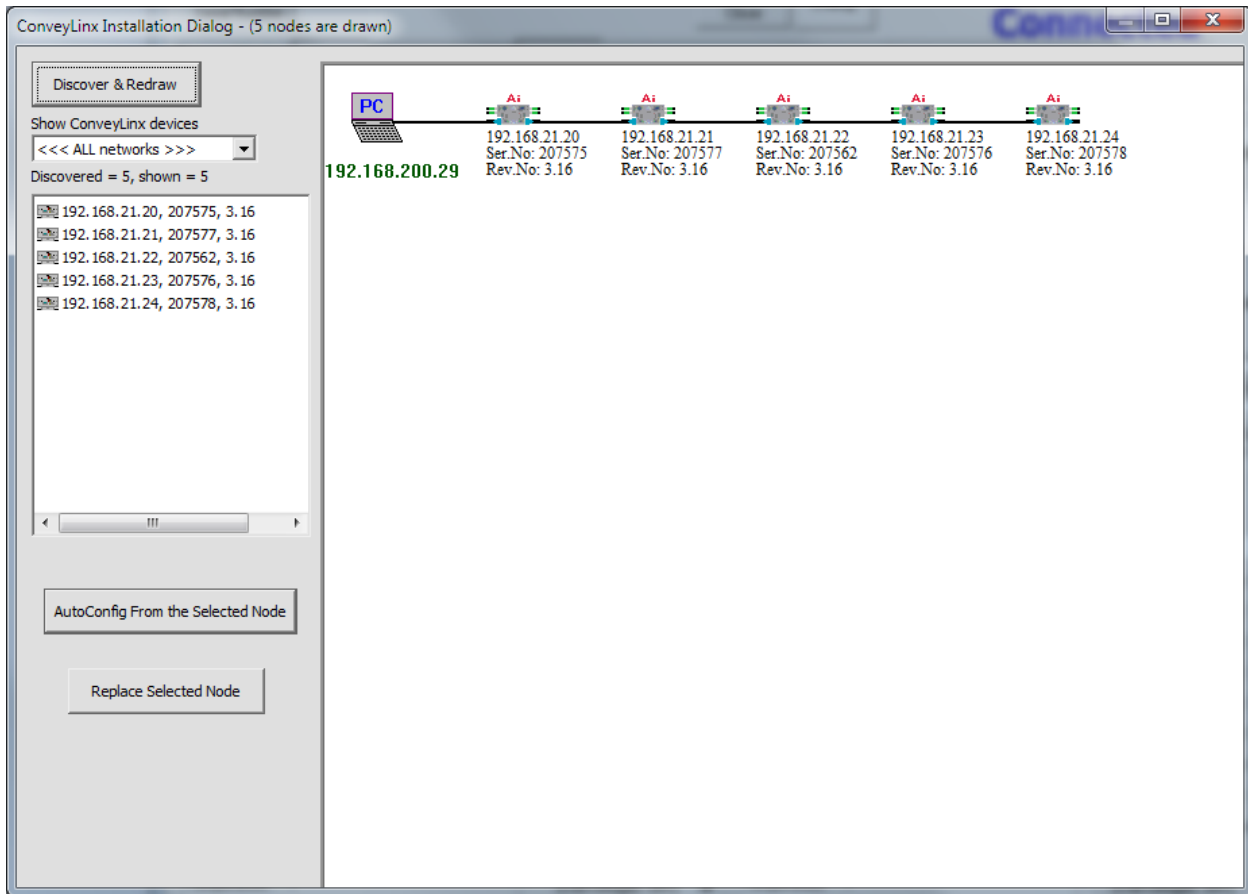 ConveyLinx Installation Dialog - (5 nodes are drawn)
Discover & Redraw
Show ConveyLinx devices
<<< ALL networks >>>
Discovered = 5, shown = 5
192.168.21.20, 207575, 3.16
192.168.21.21, 207577, 3.16
192.168.21.22, 207562, 3.16
192.168.21.23, 207576, 3.16
192.168.21.24, 207578, 3.16
AutoConfig From the Selected Node
Replace Selected Node
PC
192.168.200.29
Ai
192.168.21.20
Ser.No: 207575
Rev.No: 3.16
Ai
192.168.21.21
Ser.No: 207577
Rev.No: 3.16
Ai
192.168.21.22
Ser.No: 207562
Rev.No: 3.16
Ai
192.168.21.23
Ser.No: 207576
Rev.No: 3.16
Ai
192.168.21.24
Ser.No: 207578
Rev.No: 3.16